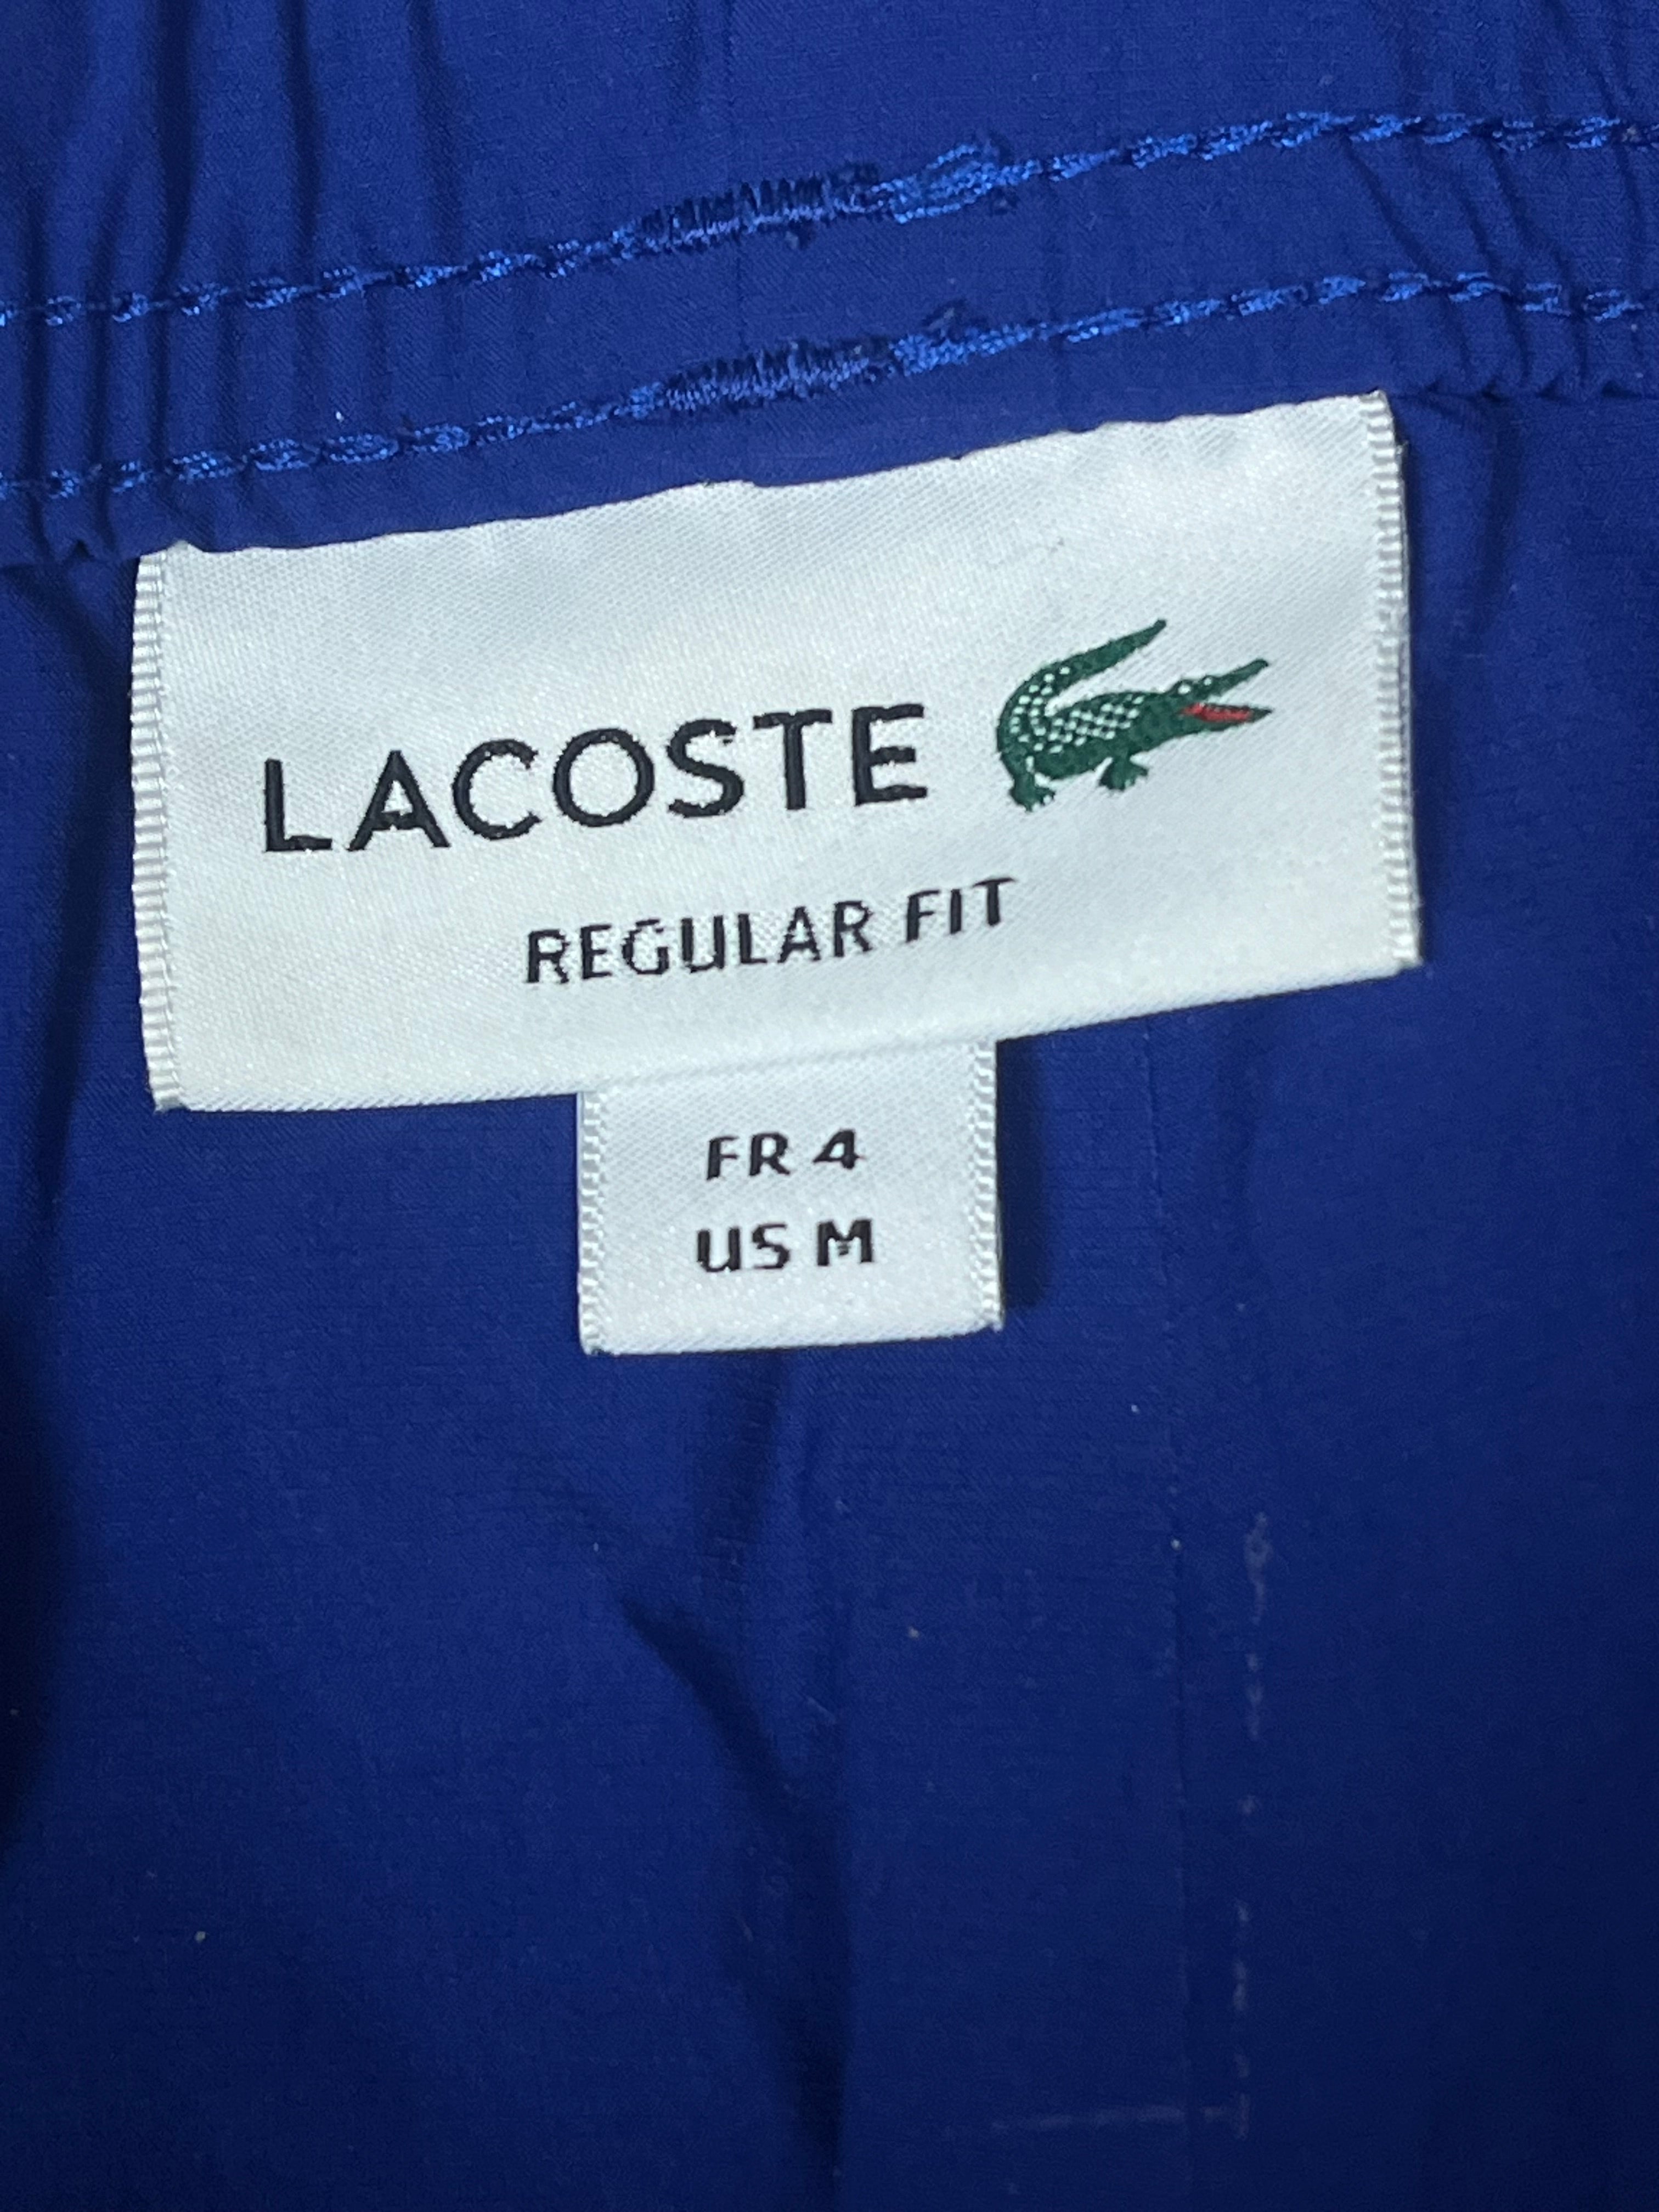 LACOSTE
REGULAR FIT
FR 4
US M